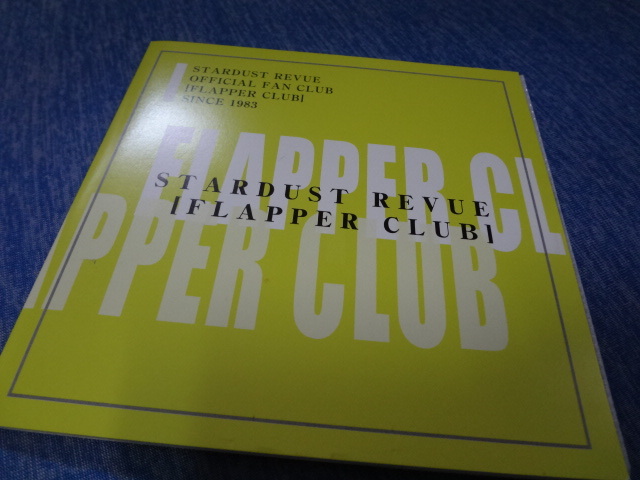 STARDUST REVUE
OFFICIAL FAN CLUB
[FLAPPER CLUB]
SINCE 1983
FLAPPER CL
STARDUST REVUE
[FLAPPER CLUB]
APPER CLUB